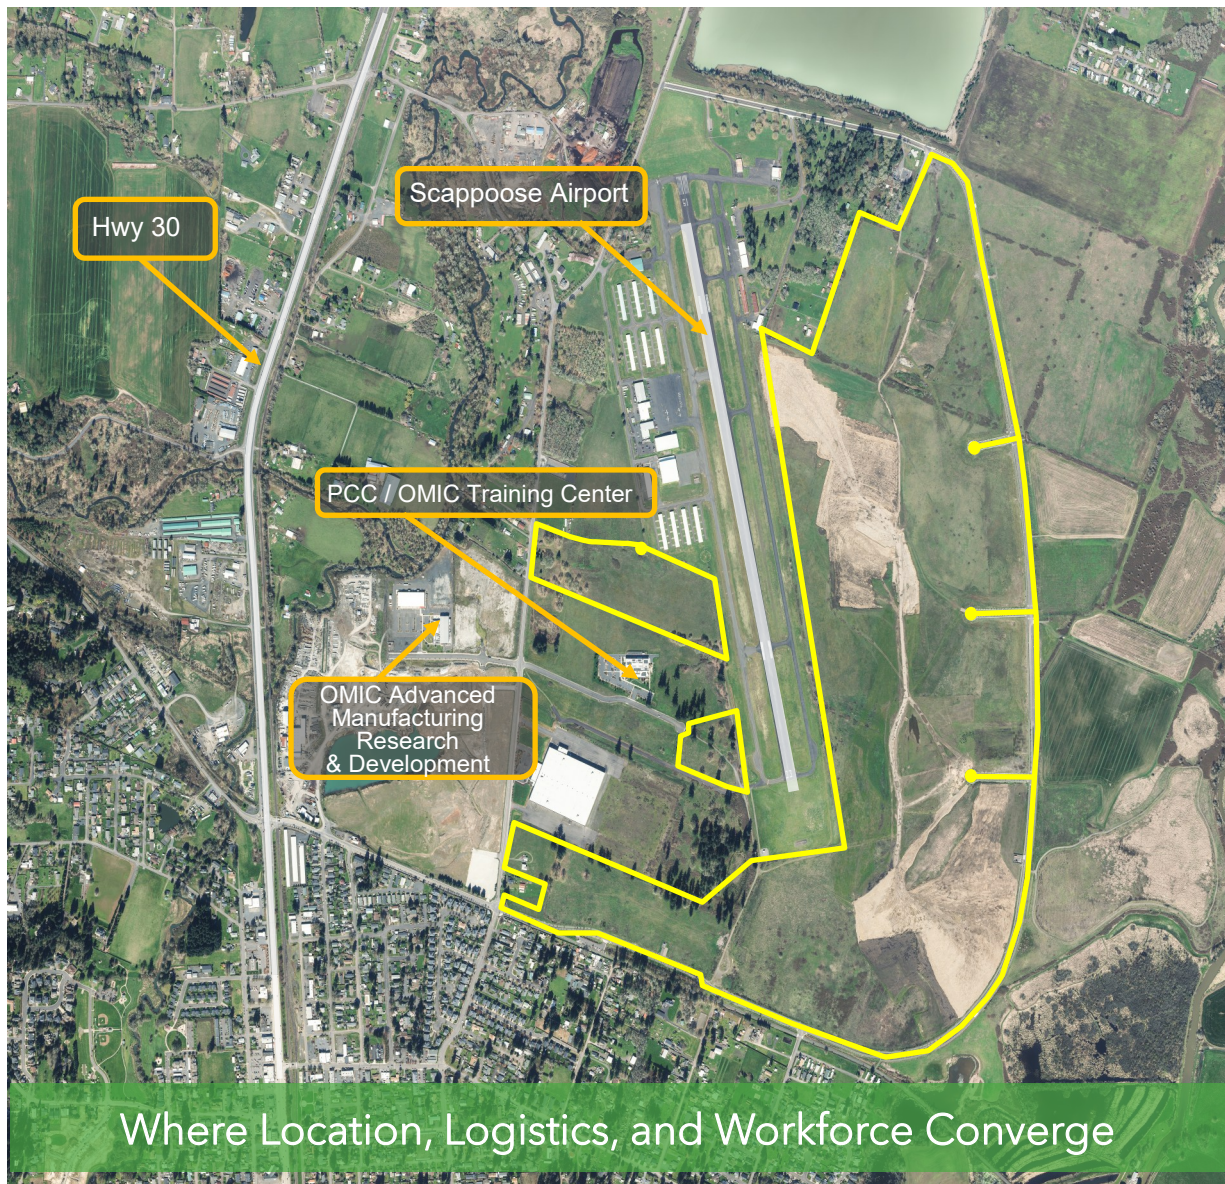 Scappoose Airport
Hwy 30
PCC / OMIC Training Center
OMIC Advanced
Manufacturing
Research
& Development
Where Location, Logistics, and Workforce Converge